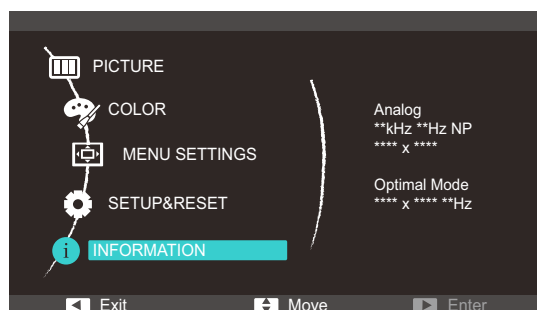 PICTURE
COLOR
MENU SETTINGS
SETUP&RESET
i INFORMATION
Analog
**kHz **Hz NP
**** x ****
Optimal Mode
**** x **** **Hz
Exit Move Enter